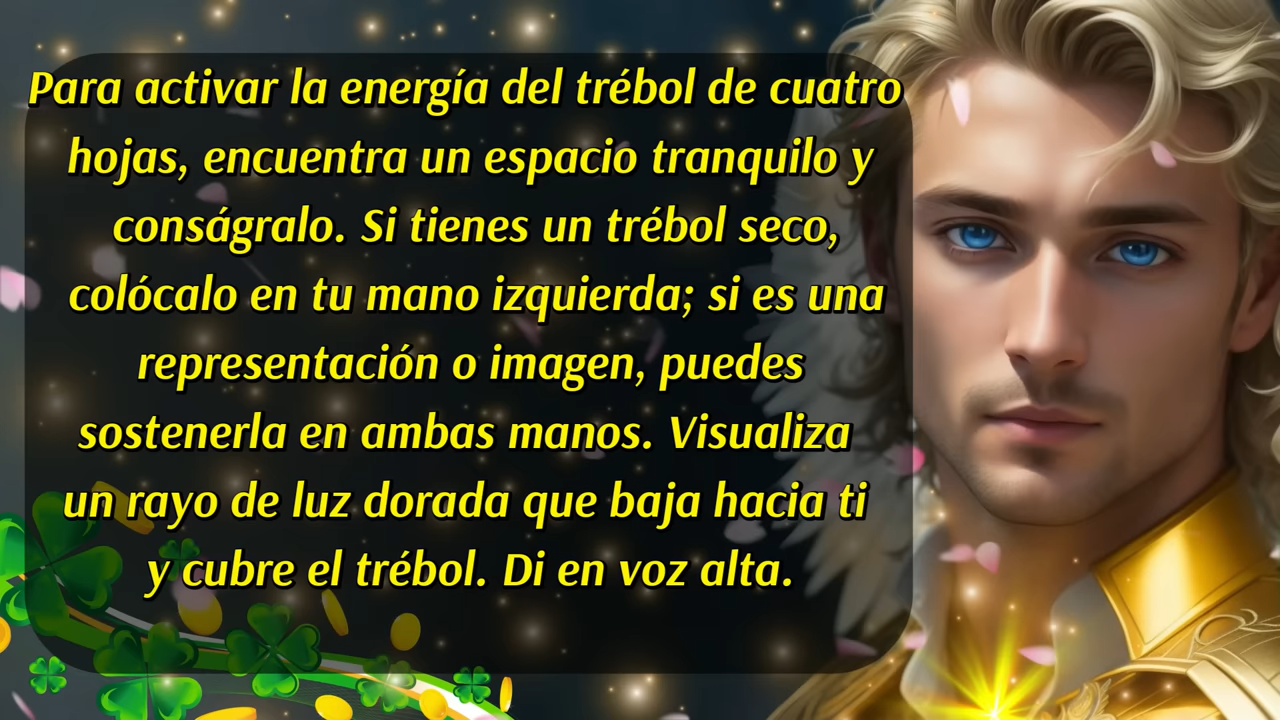 Para activar la energía del trébol de cuatro
hojas, encuentra un espacio tranquilo y
conságralo. Si tienes un trébol seco,
colócalo en tu mano izquierda; si es una
representación o imagen, puedes
sostenerla en ambas manos. Visualiza
un rayo de luz dorada que baja hacia ti
y cubre el trébol. Di en voz alta.